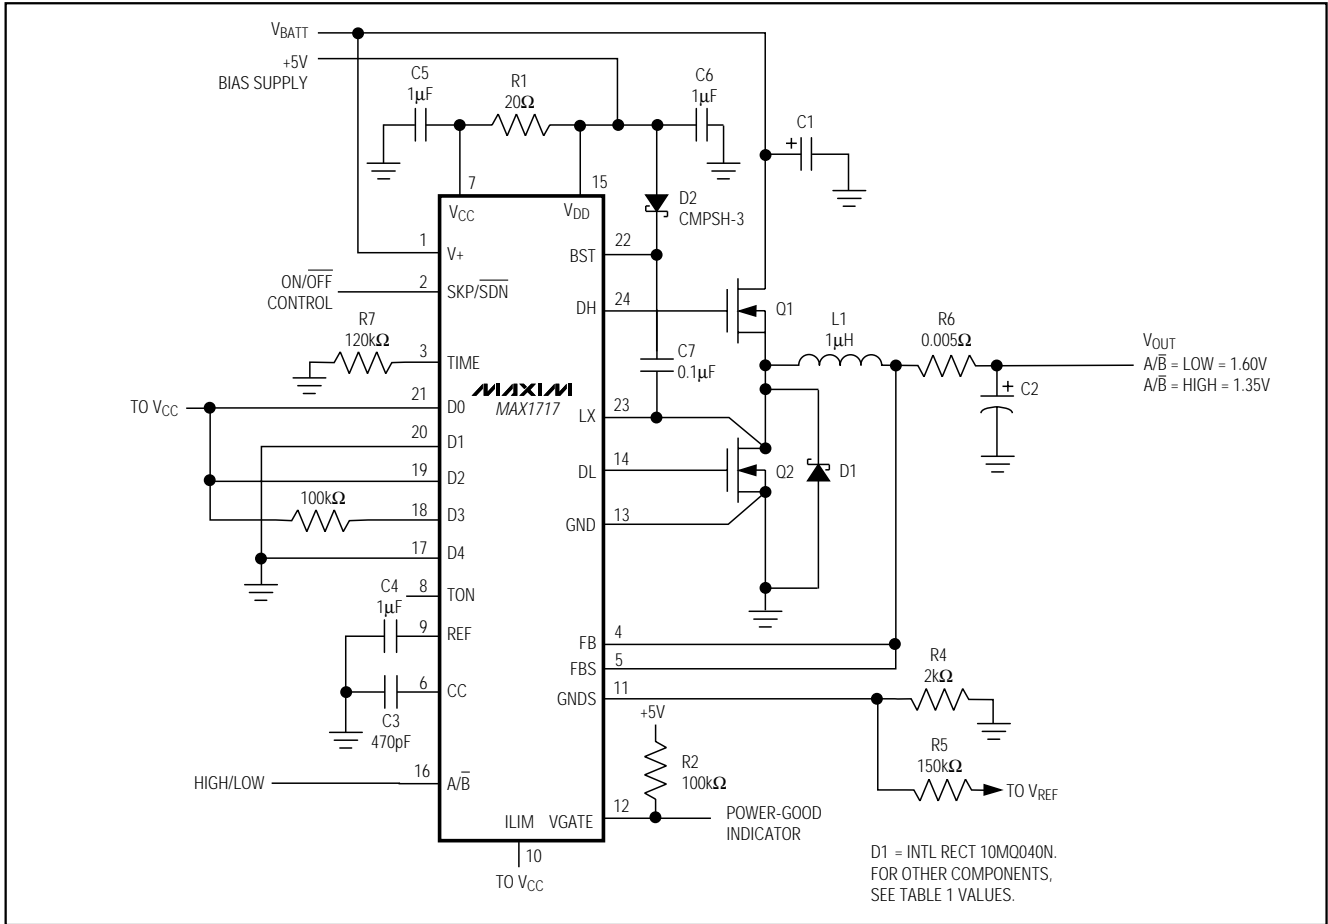 VBATT
+5V
BIAS SUPPLY
C5
1µF
R1
20Ω
C6
1µF
C1
+
7
15
VCC
VDD
D2
CMPSH-3
1
V+
22
BST
ON/OFF
CONTROL
2
SKP/SDN
24
DH
Q1
R7
120kΩ
3
TIME
C7
0.1µF
L1
1µH
R6
0.005Ω
VOUT
A/B = LOW = 1.60V
A/B = HIGH = 1.35V
+
C2
MAXIM
MAX1717
TO VCC
21
D0
23
LX
20
D1
19
D2
14
DL
Q2
D1
100kΩ
18
D3
13
GND
17
D4
C4
1µF
8
TON
9
REF
4
FB
5
FBS
6
CC
C3
470pF
11
GNDS
R4
2kΩ
+5V
R2
100kΩ
R5
150kΩ
TO VREF
HIGH/LOW
16
A/B
12
ILIM VGATE
POWER-GOOD
INDICATOR
10
TO VCC
D1 = INTL RECT 10MQ040N.
FOR OTHER COMPONENTS,
SEE TABLE 1 VALUES.